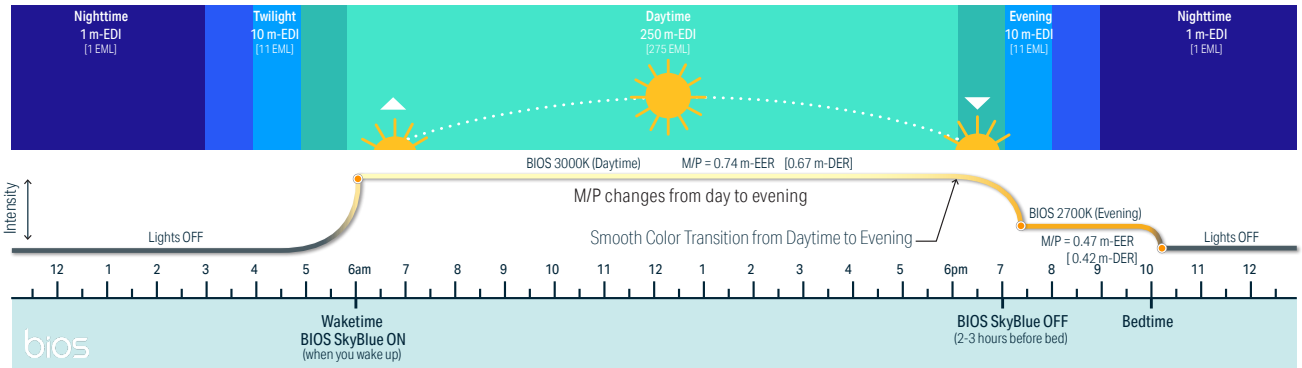 Nighttime
1 m-EDI
[1 EML]
Twilight
10 m-EDI
[11 EML]
Daytime
250 m-EDI
[275 EML]
Evening
10 m-EDI
[11 EML]
Nighttime
1 m-EDI
[1 EML]
Intensity
BIOS 3000K (Daytime) M/P = 0.74 m-EER [0.67 m-DER]
M/P changes from day to evening
Lights OFF
Smooth Color Transition from Daytime to Evening
BIOS 2700K (Evening)
M/P = 0.47 m-EER
[0.42 m-DER]
Lights OFF
12 1 2 3 4 5 6am 7 8 9 10 11 12 1 2 3 4 5 6pm 7 8 9 10 11 12
Waketime
BIOS SkyBlue ON
(when you wake up)
BIOS SkyBlue OFF
(2-3 hours before bed)
Bedtime
bios